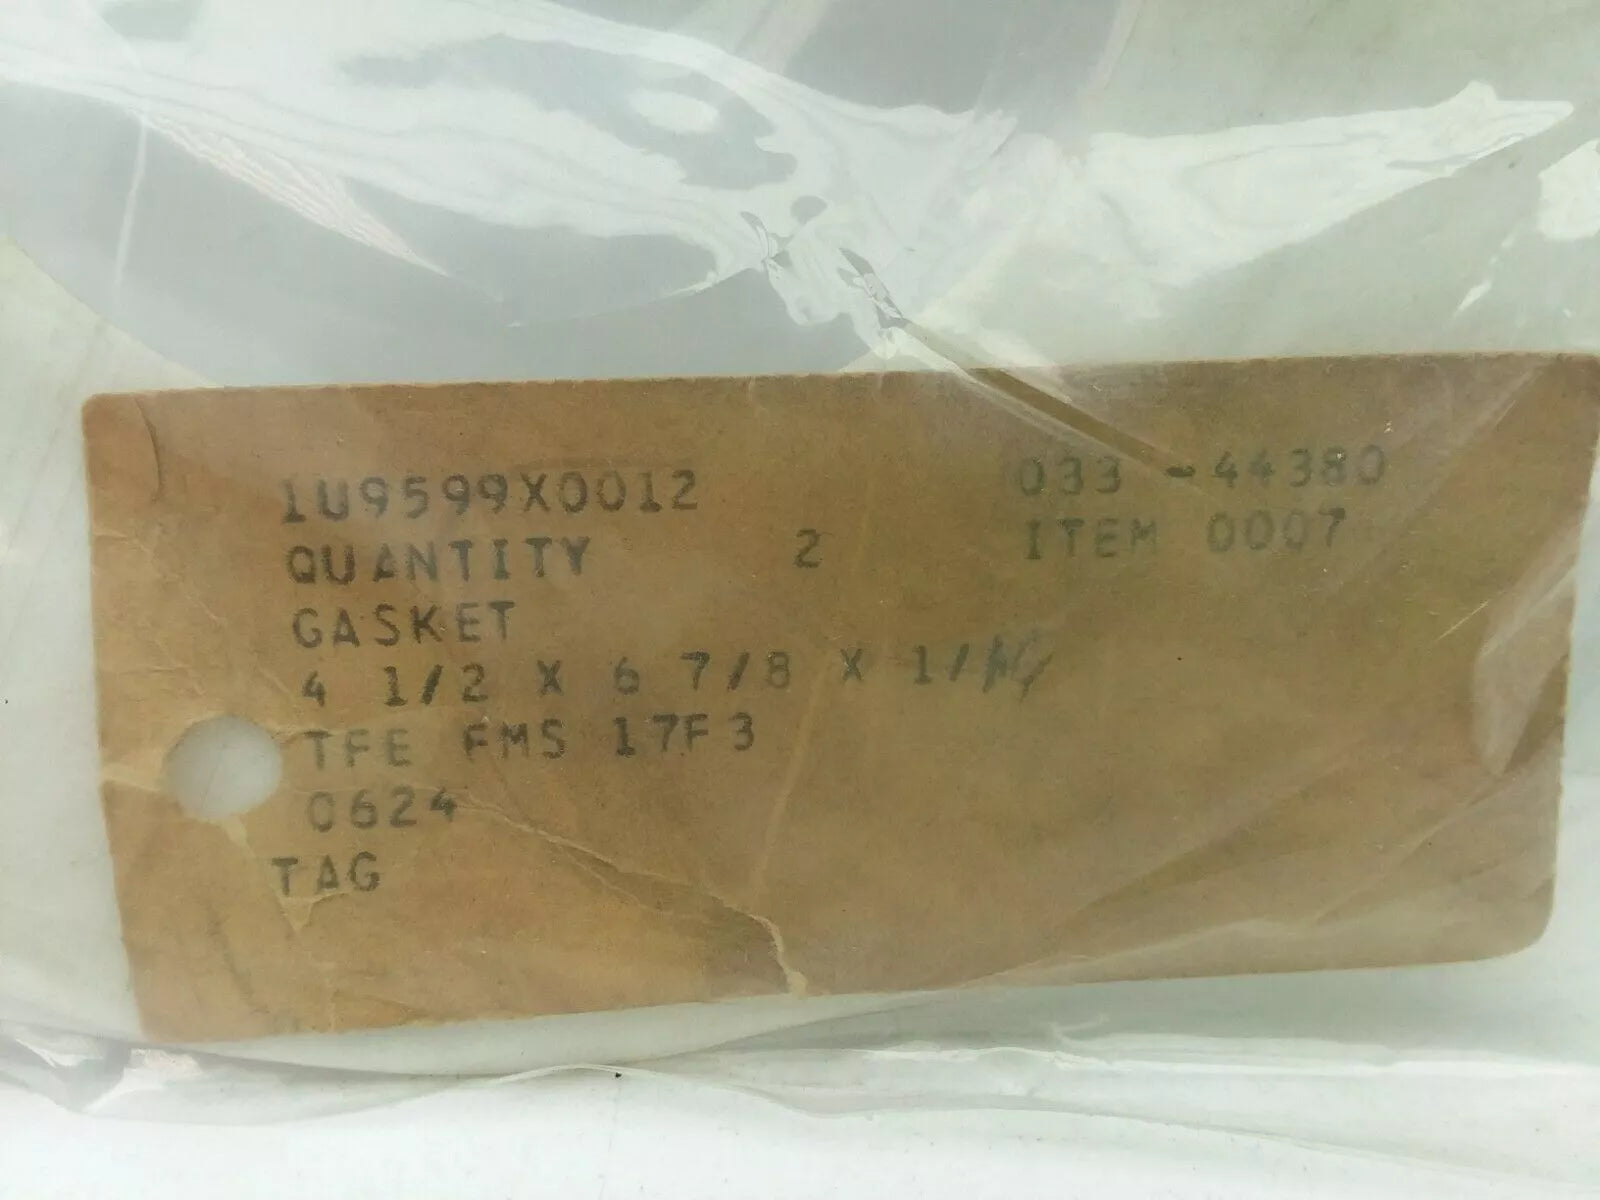 1U9599X0012 033-44380
QUANTITY 2 ITEM 0007
GASKET
4 1/2 X 6 7/8 X 1/
TFE FMS 17F3
0624
TAG